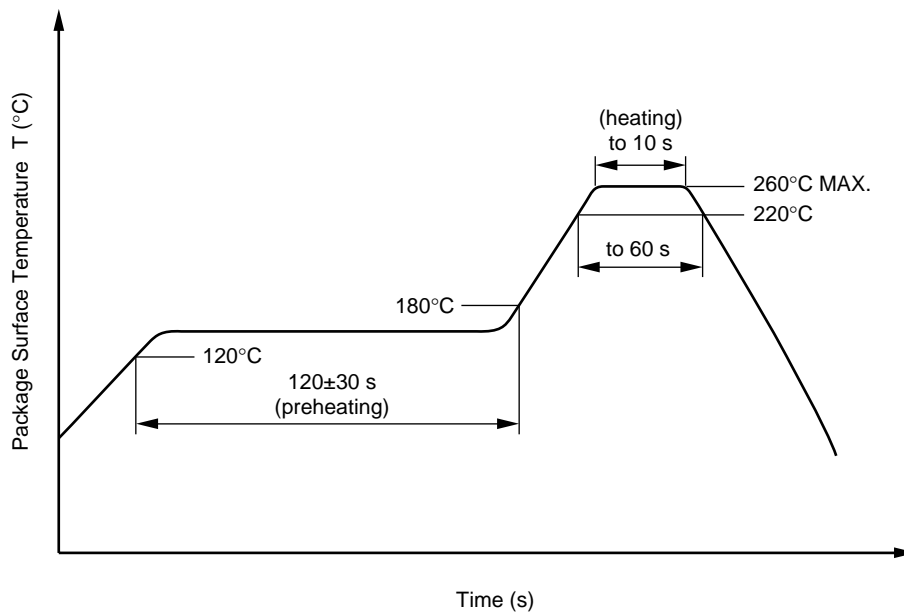 Package Surface Temperature T (°C)
(heating)
to 10 s
260°C MAX.
220°C
to 60 s
180°C
120°C
120±30 s
(preheating)
Time (s)